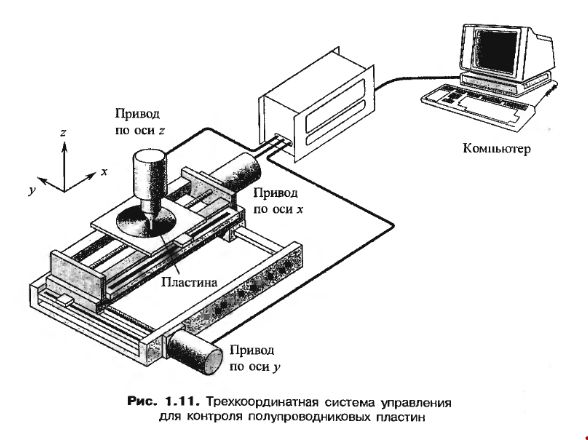 Привод
по оси z
Компьютер
z
x
y
Привод
по оси x
Пластина
Привод
по оси y
Рис. 1.11. Трехкоординатная система управления
для контроля полупроводниковых пластин